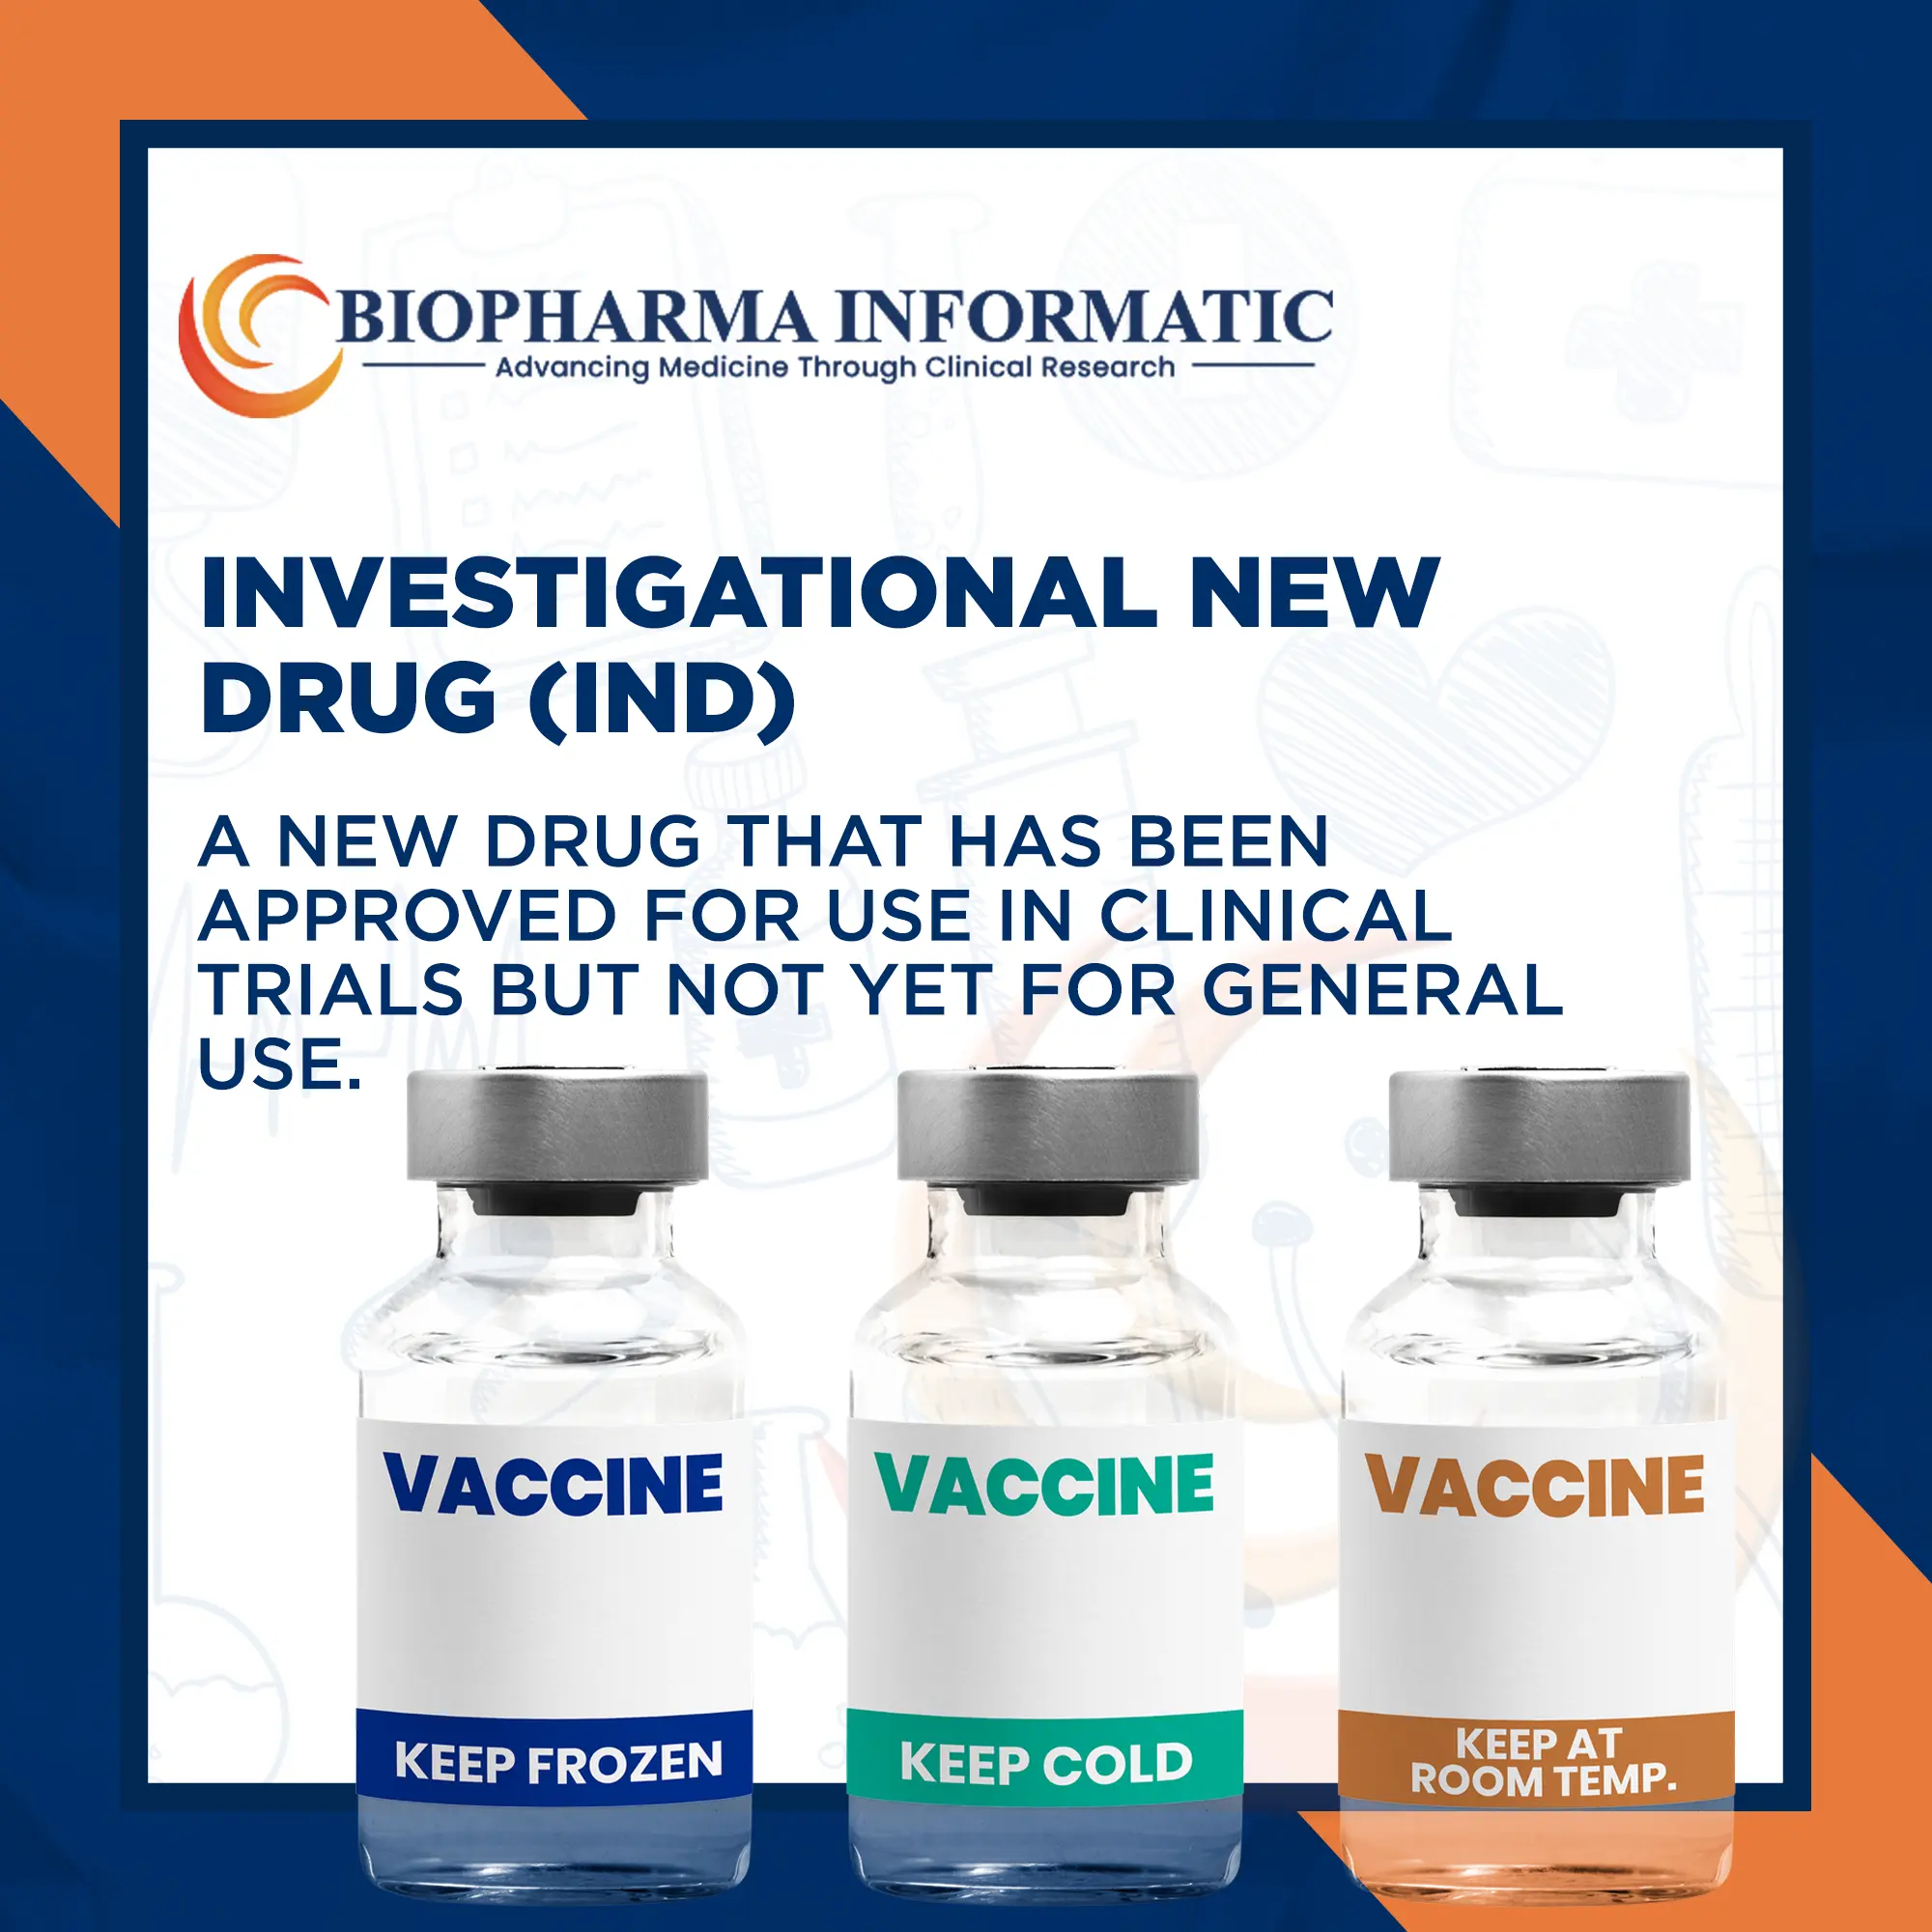 BIOPHARMA INFORMATIC
Advancing Medicine Through Clinical Research
INVESTIGATIONAL NEW
DRUG (IND)
A NEW DRUG THAT HAS BEEN
APPROVED FOR USE IN CLINICAL
TRIALS BUT NOT YET FOR GENERAL
USE.
VACCINE
KEEP FROZEN
VACCINE
KEEP COLD
VACCINE
KEEP AT
ROOM TEMP.